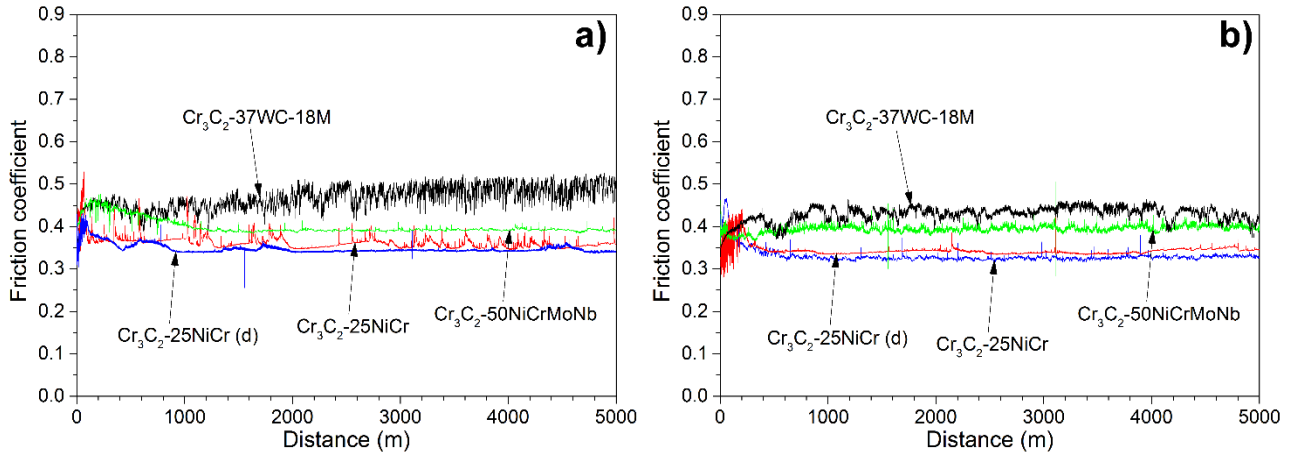 a)
0.9
0.8
0.7
0.6
0.5
0.4
0.3
0.2
0.1
0.0
Friction coefficient
Cr₃C₂-37WC-18M
Cr₃C₂-25NiCr (d)
Cr₃C₂-25NiCr
Cr₃C₂-50NiCrMoNb
0 1000 2000 3000 4000 5000
Distance (m)
b)
0.9
0.8
0.7
0.6
0.5
0.4
0.3
0.2
0.1
0.0
Friction coefficient
Cr₃C₂-37WC-18M
Cr₃C₂-50NiCrMoNb
Cr₃C₂-25NiCr (d)
Cr₃C₂-25NiCr
0 1000 2000 3000 4000 5000
Distance (m)